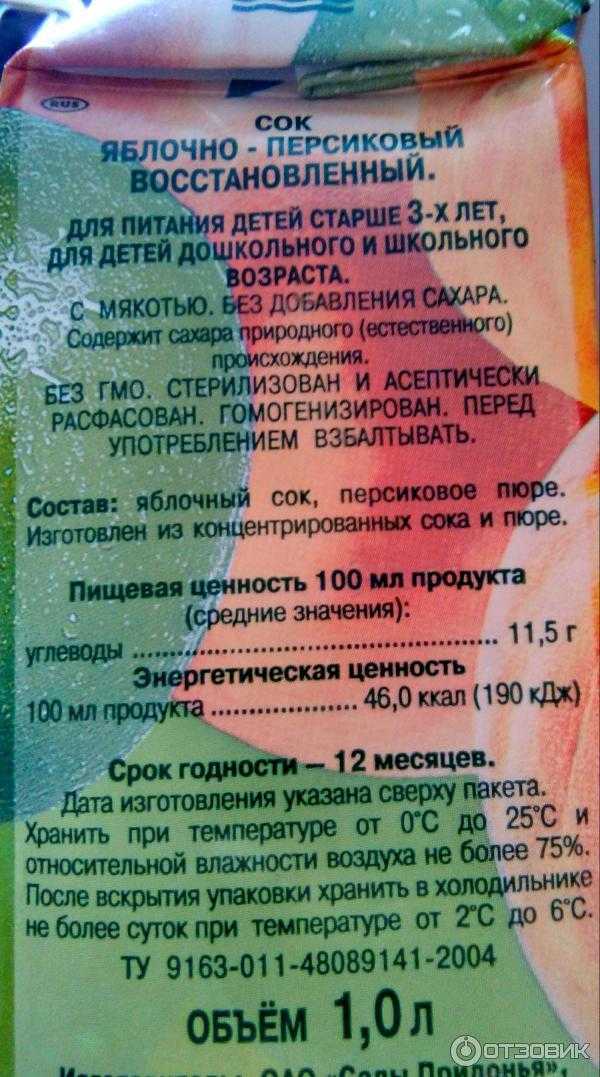 RUS
СОК
ЯБЛОЧНО - ПЕРСИКОВЫЙ
ВОССТАНОВЛЕННЫЙ.
ДЛЯ ПИТАНИЯ ДЕТЕЙ СТАРШЕ 3-Х ЛЕТ,
ДЛЯ ДЕТЕЙ ДОШКОЛЬНОГО И ШКОЛЬНОГО
ВОЗРАСТА.
С МЯКОТЬЮ. БЕЗ ДОБАВЛЕНИЯ САХАРА.
Содержит сахара природного (естественного)
происхождения.
БЕЗ ГМО. СТЕРИЛИЗОВАН И АСЕПТИЧЕСКИ
РАСФАСОВАН. ГОМОГЕНИЗИРОВАН. ПЕРЕД
УПОТРЕБЛЕНИЕМ ВЗБАЛТЫВАТЬ.
Состав: яблочный сок, персиковое пюре.
Изготовлен из концентрированных сока и пюре.
Пищевая ценность 100 мл продукта
(средние значения):
углеводы ........................................ 11,5 г
Энергетическая ценность
100 мл продукта .................. 46,0 ккал (190 кДж)
Срок годности – 12 месяцев.
Дата изготовления указана сверху пакета.
Хранить при температуре от 0°С до 25°С и
относительной влажности воздуха не более 75%.
После вскрытия упаковки хранить в холодильнике
не более суток при температуре от 2°С до 6°С.
ТУ 9163-011-48089141-2004
ОБЪЁМ 1,0 л
Изготовитель: ОАО «Сады Придонья»,
ОТЗОВИК